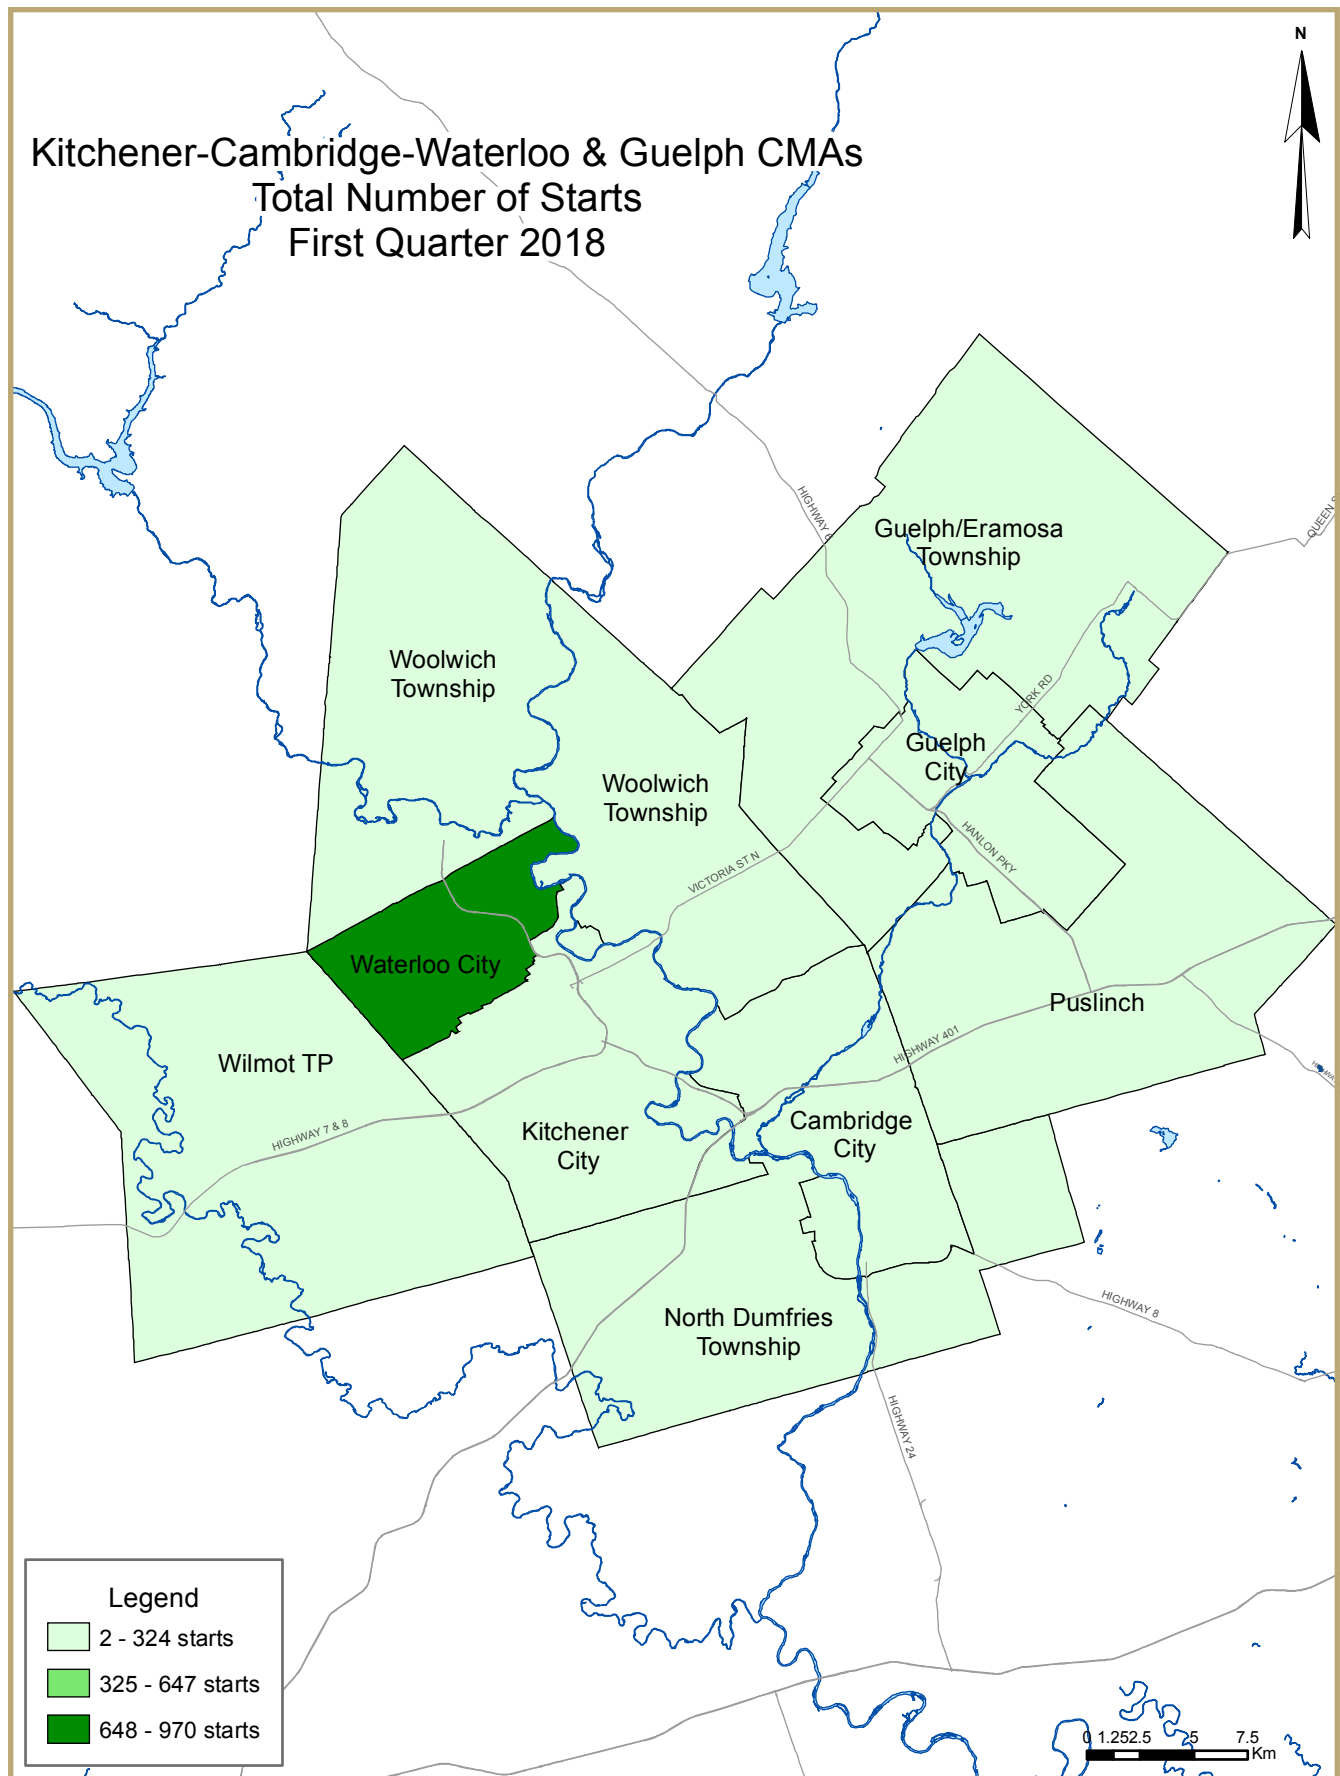 N
Kitchener-Cambridge-Waterloo & Guelph CMAs
Total Number of Starts
First Quarter 2018
HIGHWAY 6
QUEEN
Guelph/Eramosa
Township
Woolwich
Township
YORK RD
Guelph
City
Woolwich
Township
HANLON PKY
VICTORIA ST N
Waterloo City
Puslinch
HIGHWAY 401
Wilmot TP
HIGHWAY 7 & 8
Kitchener
City
Cambridge
City
HIGHWAY 8
North Dumfries
Township
HIGHWAY 24
Legend
2 - 324 starts
325 - 647 starts
648 - 970 starts
0 1.25 2.5 5 7.5
Km